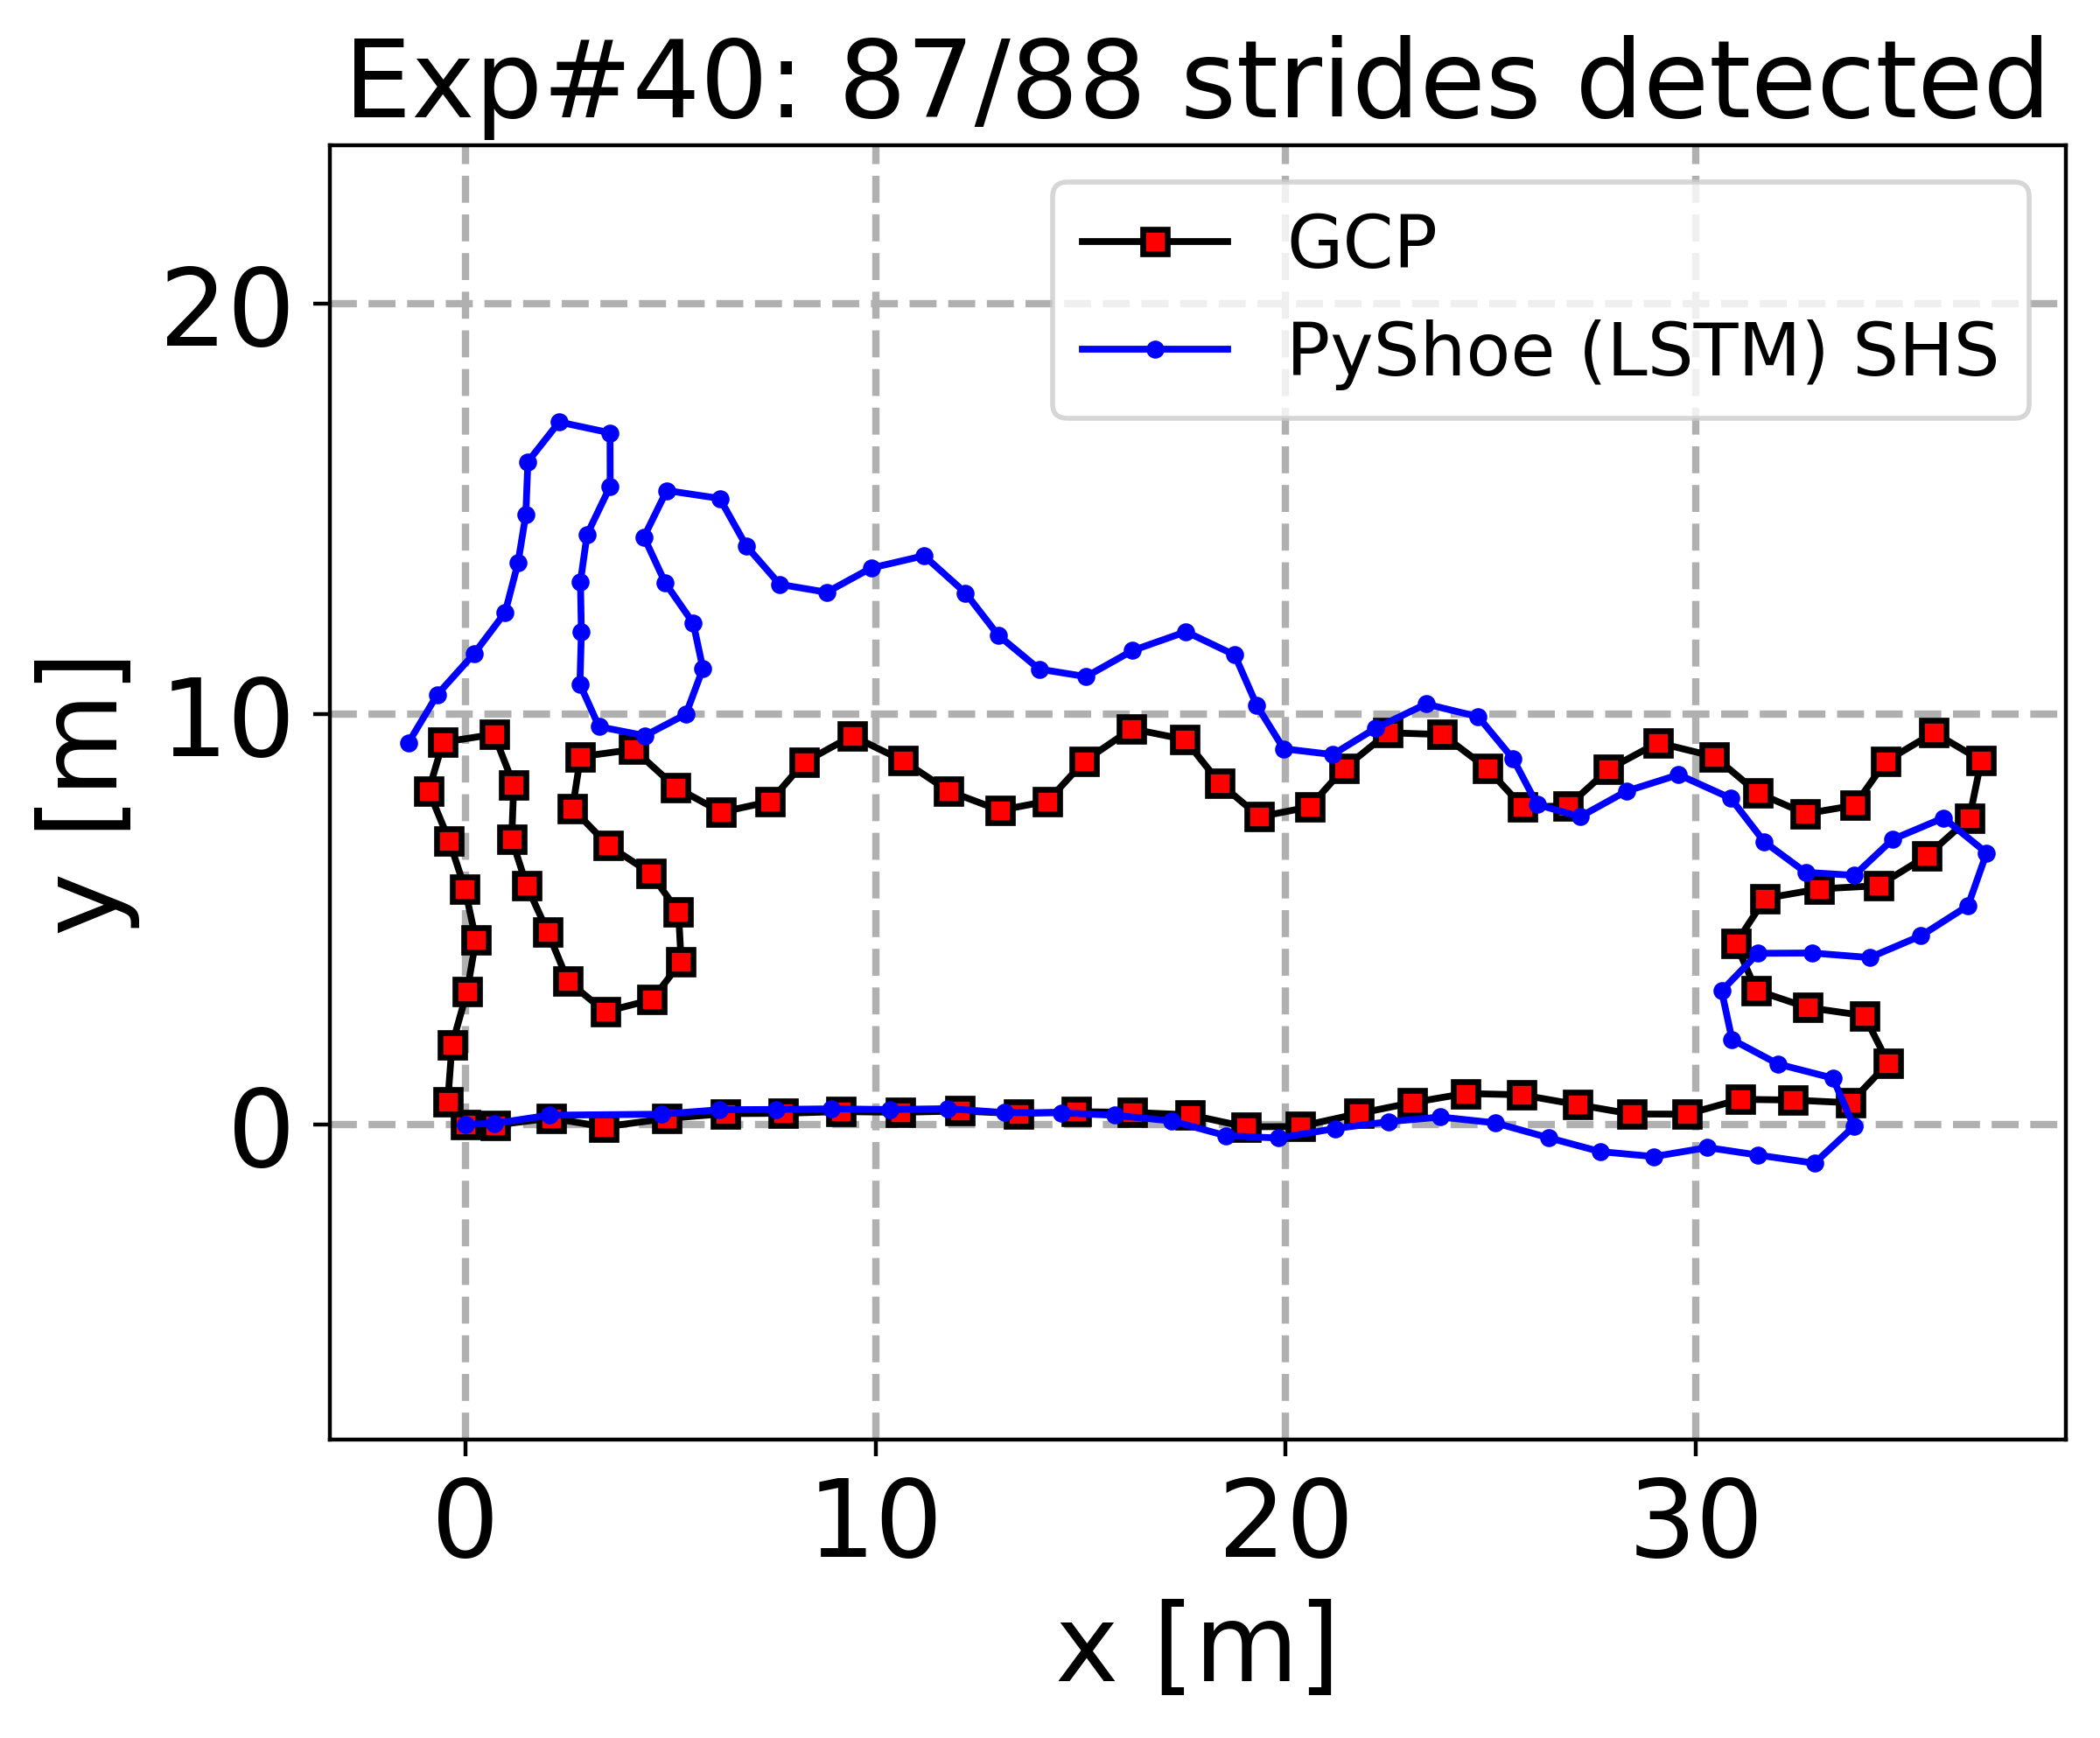 Exp#40: 87/88 strides detected
GCP
PyShoe (LSTM) SHS
20
10
0
y [m]
0 10 20 30
x [m]